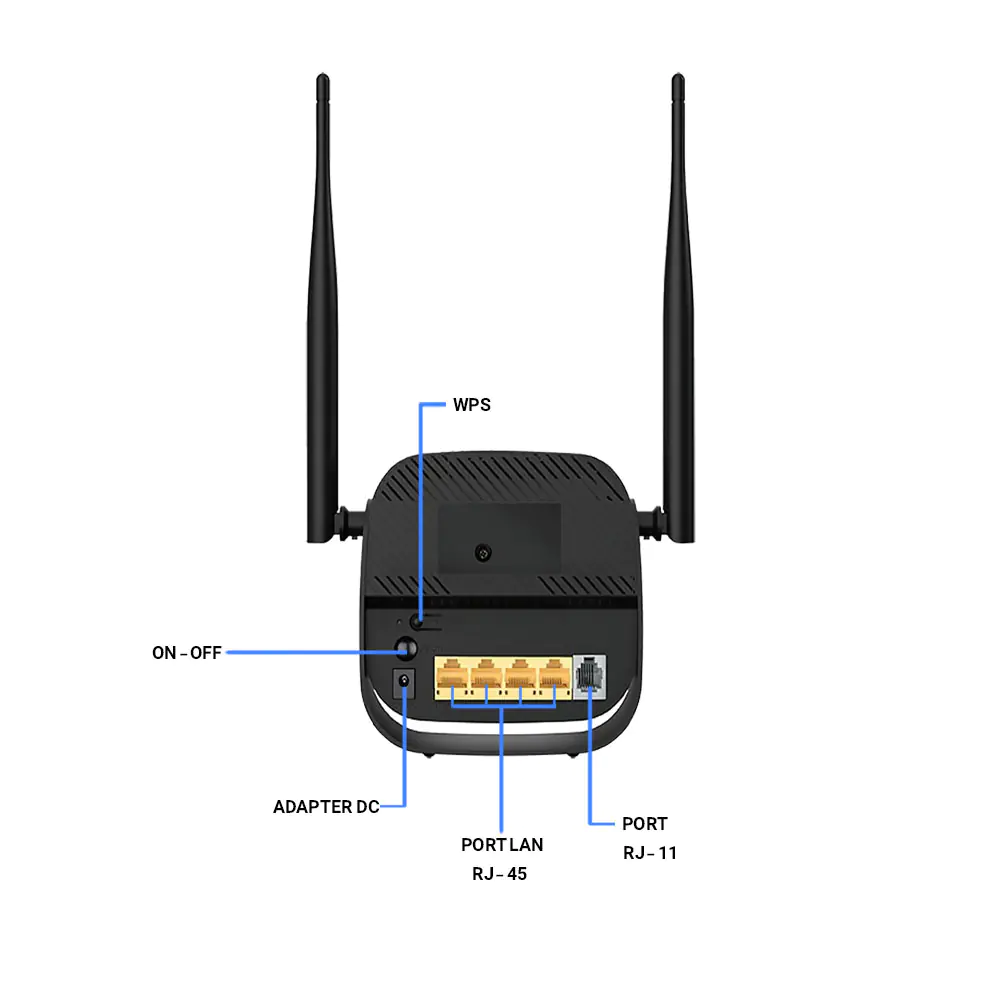 WPS
ON-OFF
ADAPTER DC
PORT LAN
RJ-45
PORT
RJ-11